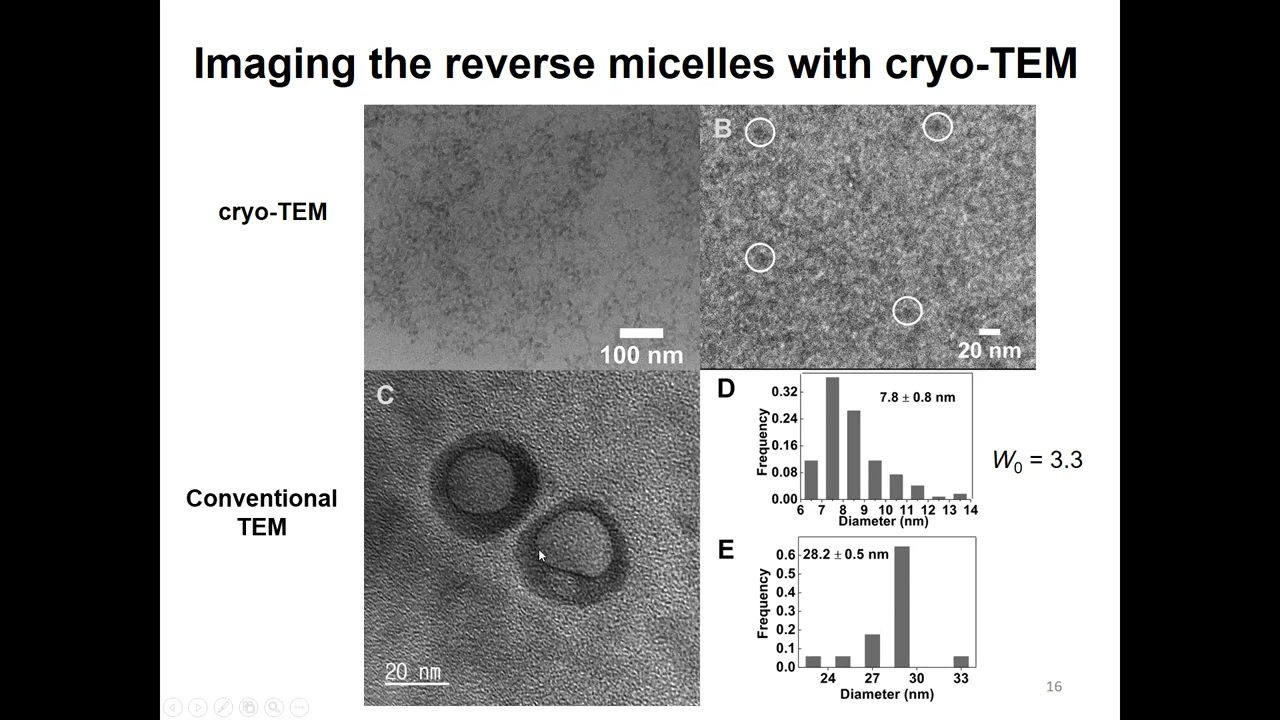 Imaging the reverse micelles with cryo-TEM
cryo-TEM
100 nm
B
20 nm
Conventional
TEM
C
20 nm
D
7.8 ± 0.8 nm
Frequency
0.32
0.24
0.16
0.08
0.00
6 7 8 9 10 11 12 13 14
Diameter (nm)
W0 = 3.3
E
28.2 ± 0.5 nm
Frequency
0.6
0.5
0.4
0.3
0.2
0.1
0.0
24 27 30 33
Diameter (nm)
16